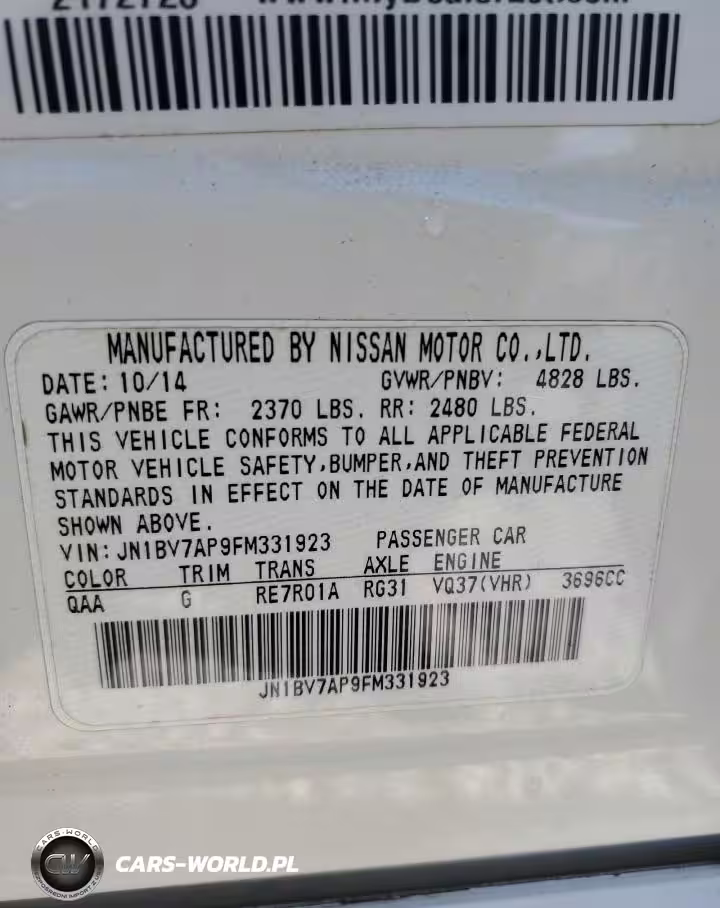 MANUFACTURED BY NISSAN MOTOR CO.,LTD.
DATE: 10/14 GVWR/PNBV: 4828 LBS.
GAWR/PNBE FR: 2370 LBS. RR: 2480 LBS.
THIS VEHICLE CONFORMS TO ALL APPLICABLE FEDERAL
MOTOR VEHICLE SAFETY,BUMPER,AND THEFT PREVENTION
STANDARDS IN EFFECT ON THE DATE OF MANUFACTURE
SHOWN ABOVE.
VIN: JN1BV7AP9FM331923 PASSENGER CAR
COLOR TRIM TRANS AXLE ENGINE
QAA G RE7R01A RG31 VQ37(VHR) 3696CC
JN1BV7AP9FM331923
CARS-WORLD
CW
CARS-WORLD.PL